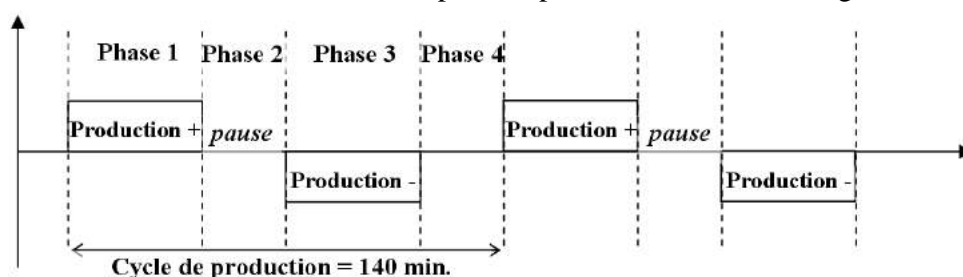 Phase 1 Phase 2 Phase 3 Phase 4
Production + pause Production + pause
Production - Production -
Cycle de production = 140 min.